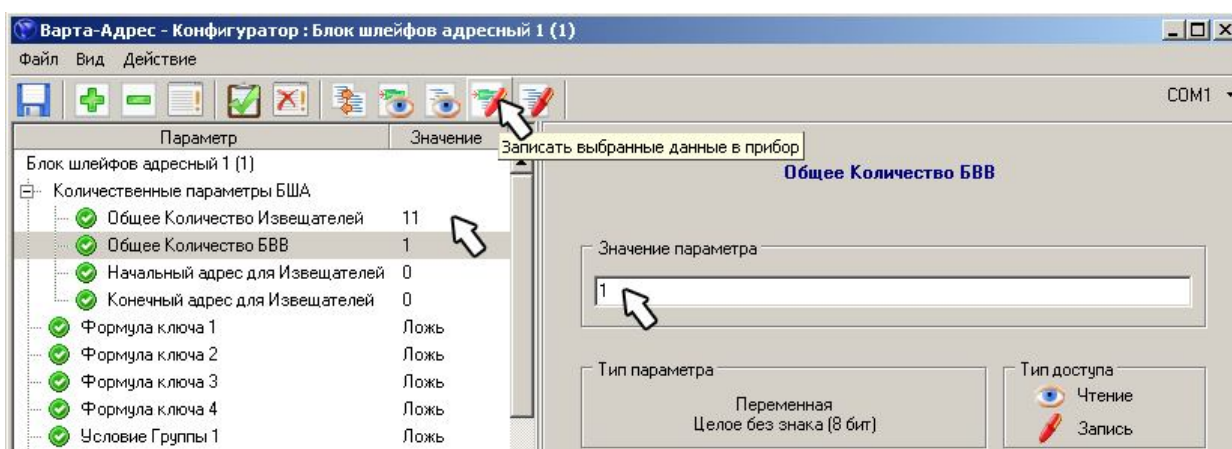 Варта-Адрес - Конфигуратор : Блок шлейфов адресный 1 (1)
Файл Вид Действие
COM1
Параметр Значение
Записать выбранные данные в прибор
Блок шлейфов адресный 1 (1)
Количественные параметры БША
Общее Количество Извещателей 11
Общее Количество БВВ 1
Начальный адрес для Извещателей 0
Конечный адрес для Извещателей 0
Формула ключа 1 Ложь
Формула ключа 2 Ложь
Формула ключа 3 Ложь
Формула ключа 4 Ложь
Условие Группы 1 Ложь
Общее Количество БВВ
Значение параметра
1
Тип параметра
Переменная
Целое без знака (8 бит)
Тип доступа
Чтение
Запись